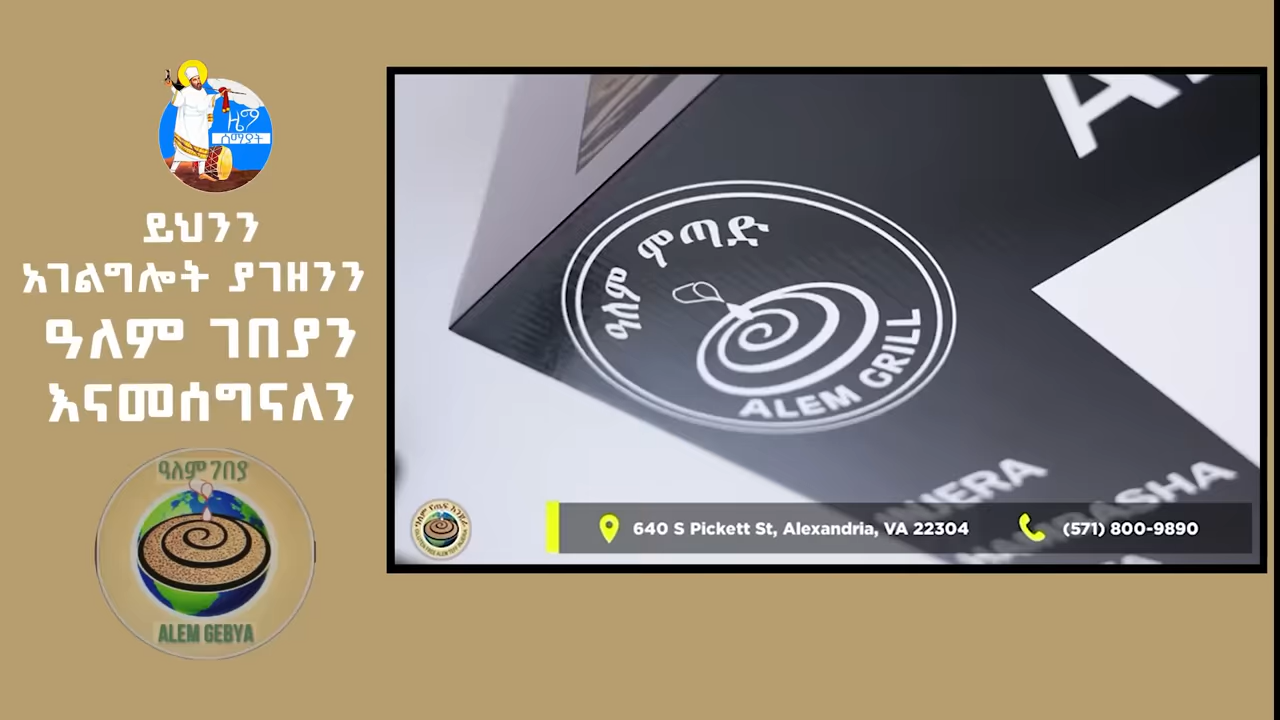 ዜማ
ሰማያት
ይህንን
አገልግሎት ያገዘንን
ዓለም ገበያን
እናመሰግናለን
ዓለም ገበያ
ALEM GEBYA
ዓለም ምጣድ
ALEM GRILL
640 S Pickett St, Alexandria, VA 22304
(571) 800-9890